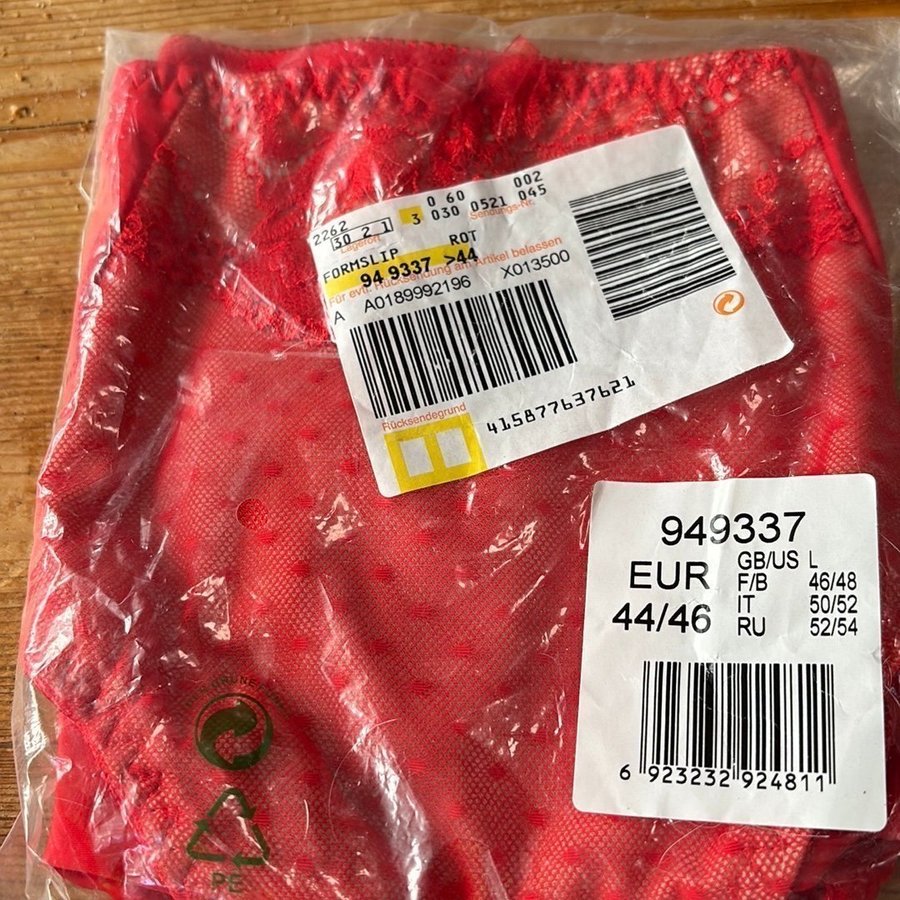 0 60 002
2262 30 2 1 3 030 0521 045
Lagerort Sendungs-Nr.
FORMSLIP ROT
94 9337 >44
Für evtl. Rücksendung am Artikel belassen
A A0189992196 X013500
Rücksendegrund
415877637621
949337
EUR
44/46
GB/US L
F/B 46/48
IT 50/52
RU 52/54
6 923232 924811
PE